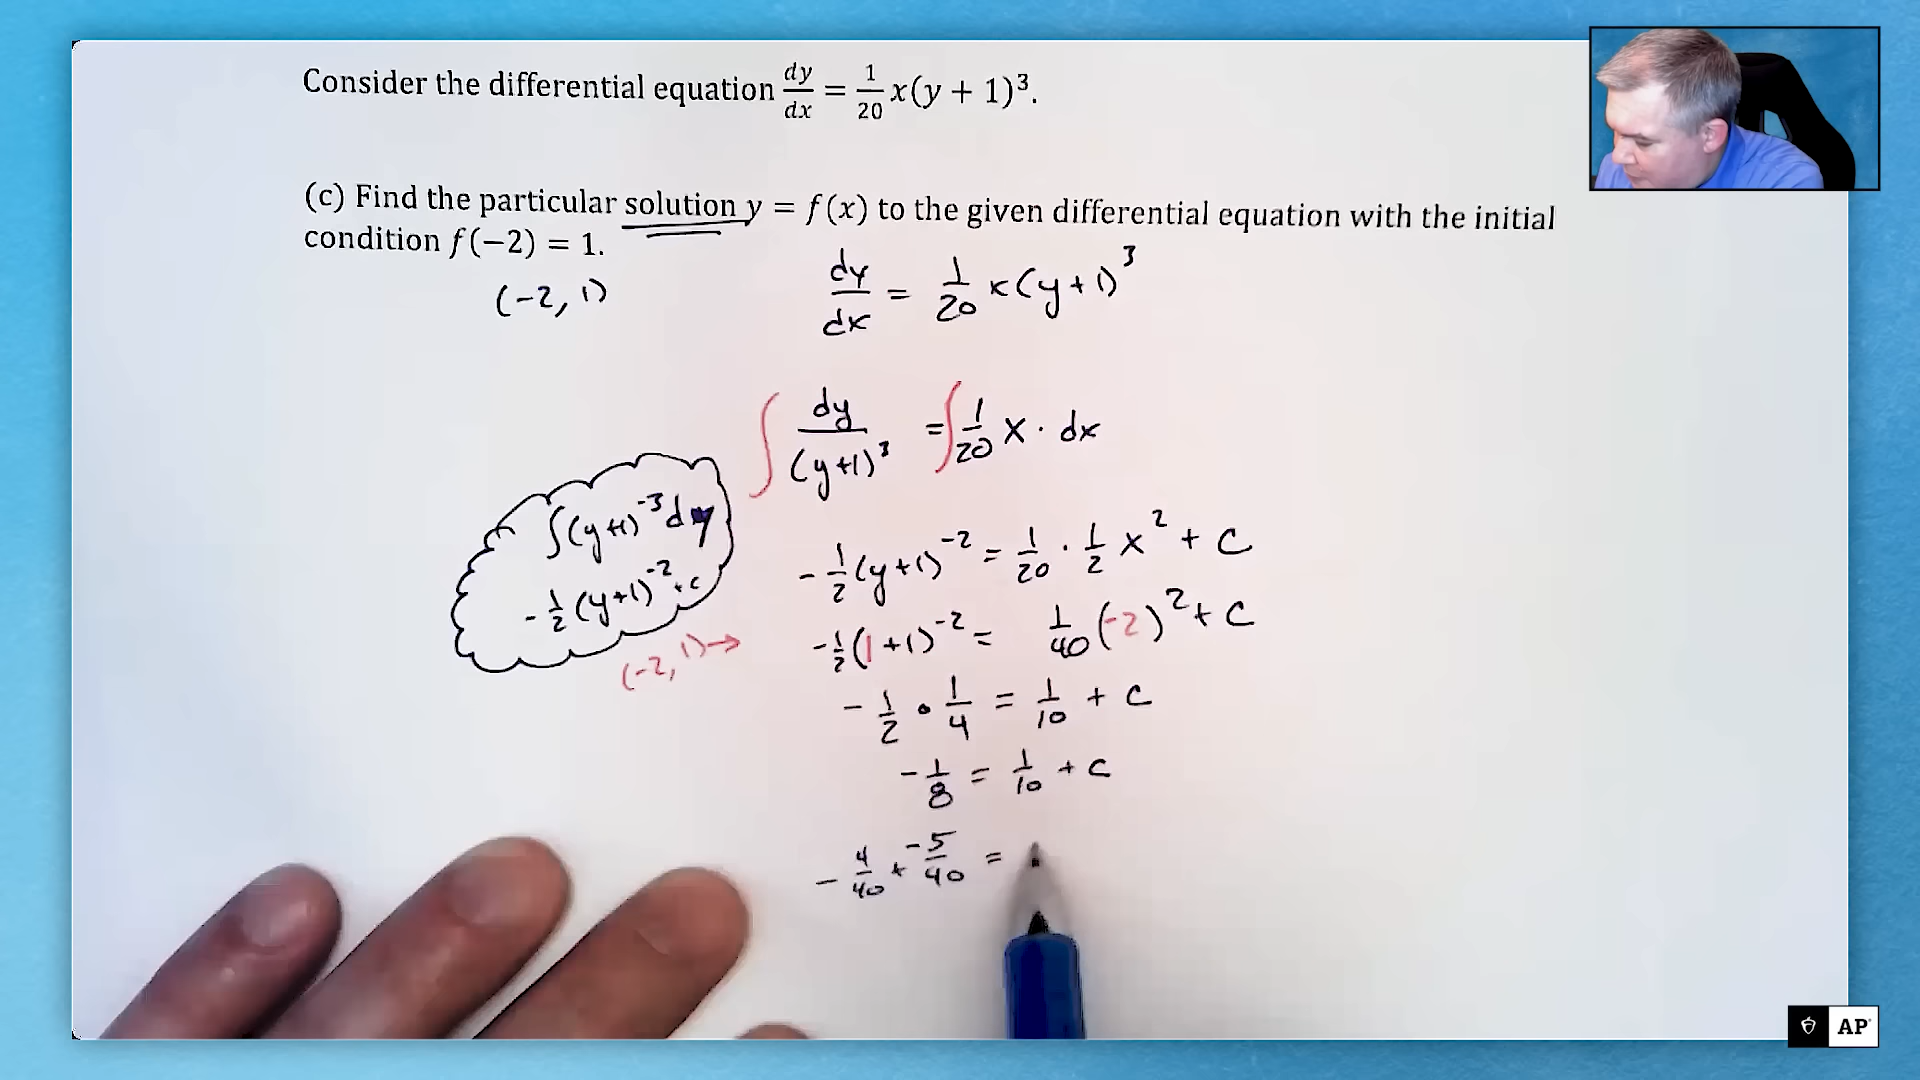 Consider the differential equation dy/dx = 1/20 x(y + 1)³.
(c) Find the particular solution y = f(x) to the given differential equation with the initial
condition f(−2) = 1.
(-2, 1)
dy/dx = 1/20 x(y+1)³
∫ dy/(y+1)³ = ∫ 1/20 x · dx
∫(y+1)⁻³ dy
-1/2 (y+1)⁻² + c
-1/2 (y+1)⁻² = 1/20 · 1/2 x² + C
(-2, 1)→
-1/2 (1+1)⁻² = 1/40 (-2)² + C
-1/2 • 1/4 = 1/10 + C
-1/8 = 1/10 + C
-4/40 + -5/40 =
AP